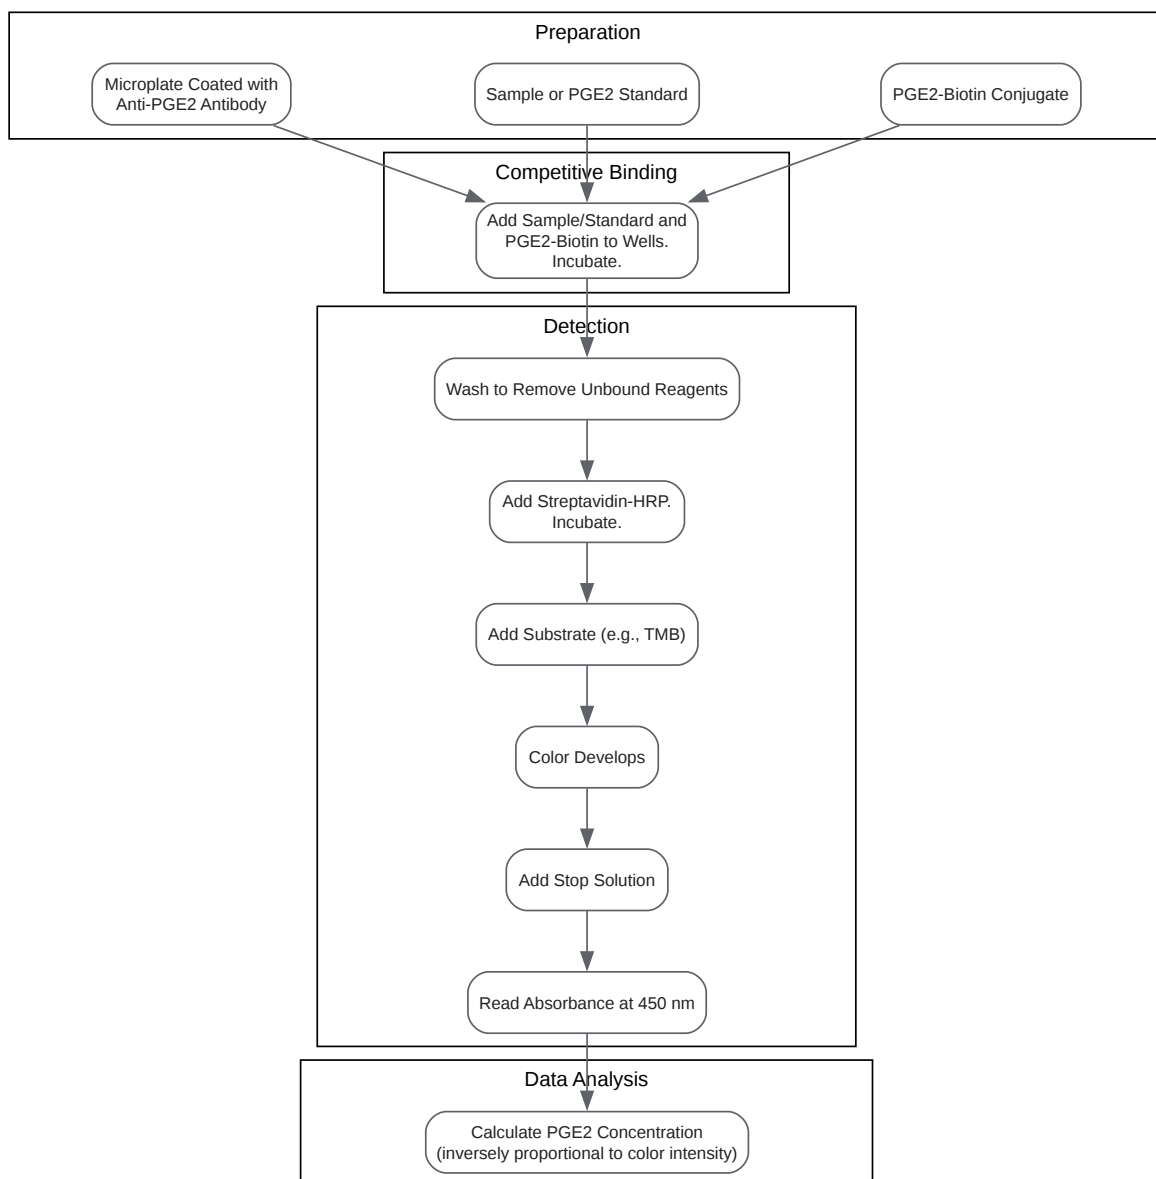 Preparation
Microplate Coated with
Anti-PGE2 Antibody
Sample or PGE2 Standard
PGE2-Biotin Conjugate
Competitive Binding
Add Sample/Standard and
PGE2-Biotin to Wells.
Incubate.
Detection
Wash to Remove Unbound Reagents
Add Streptavidin-HRP.
Incubate.
Add Substrate (e.g., TMB)
Color Develops
Add Stop Solution
Read Absorbance at 450 nm
Data Analysis
Calculate PGE2 Concentration
(inversely proportional to color intensity)